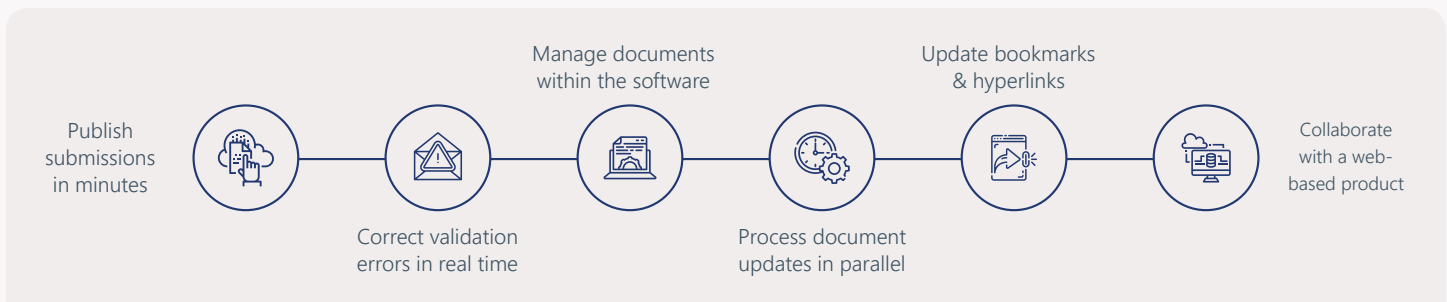 Publish
submissions
in minutes
Correct validation
errors in real time
Manage documents
within the software
Process document
updates in parallel
Update bookmarks
& hyperlinks
Collaborate
with a web-
based product